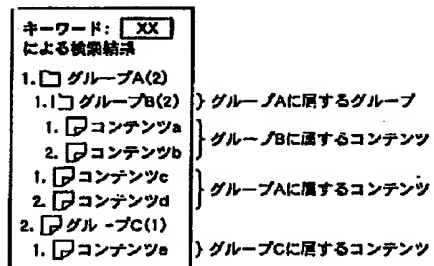 キーワード: XX
による検索結果
1. グループA(2)
1. グループB(2) } グループAに属するグループ
1. コンテンツa
2. コンテンツb
} グループBに属するコンテンツ
1. コンテンツc
2. コンテンツd
} グループAに属するコンテンツ
2. グループC(1)
1. コンテンツe } グループCに属するコンテンツ